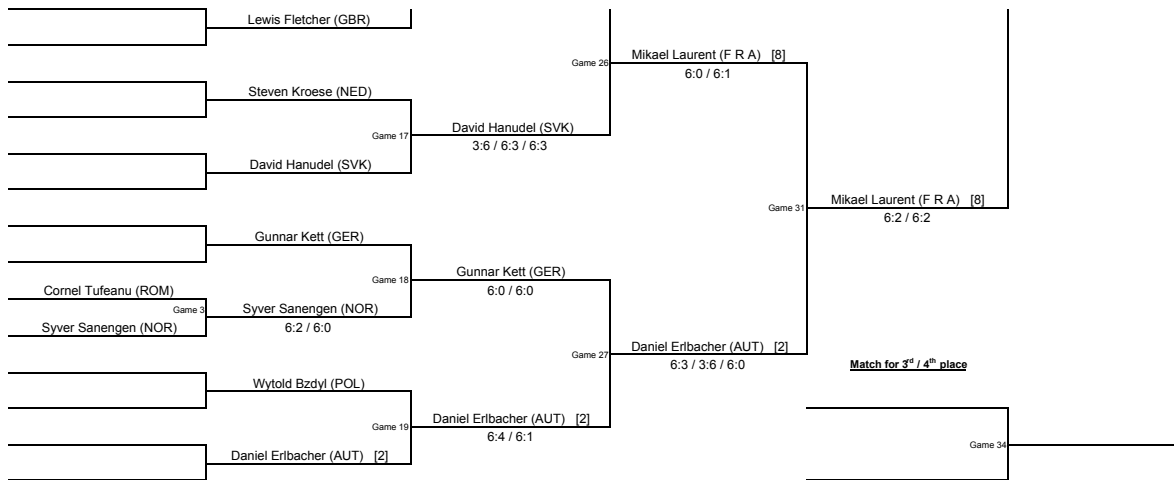 Lewis Fletcher (GBR)
Game 26
Mikael Laurent (F R A) [8]
6:0 / 6:1
Steven Kroese (NED)
Game 17
David Hanudel (SVK)
3:6 / 6:3 / 6:3
David Hanudel (SVK)
Game 31
Mikael Laurent (F R A) [8]
6:2 / 6:2
Gunnar Kett (GER)
Game 18
Gunnar Kett (GER)
6:0 / 6:0
Cornel Tufeanu (ROM)
Game 3
Syver Sanengen (NOR)
6:2 / 6:0
Syver Sanengen (NOR)
Game 27
Daniel Erlbacher (AUT) [2]
6:3 / 3:6 / 6:0
Match for 3rd / 4th place
Wytold Bzdyl (POL)
Game 19
Daniel Erlbacher (AUT) [2]
6:4 / 6:1
Daniel Erlbacher (AUT) [2]
Game 34